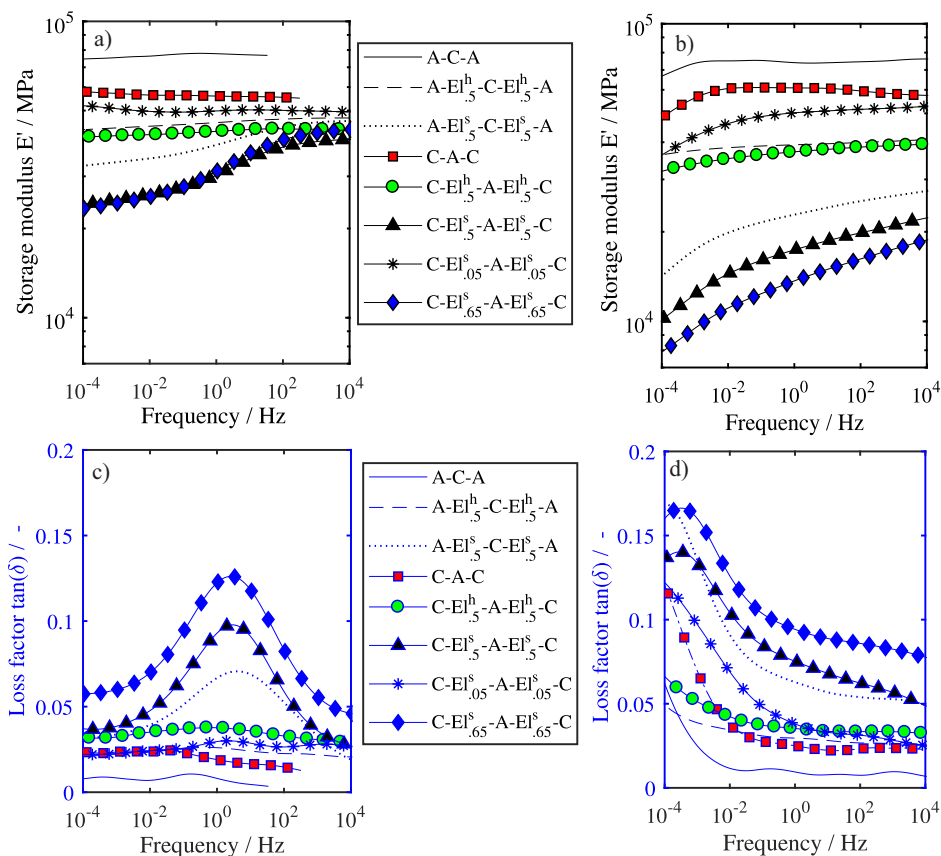 a)
10^5
10^4
Storage modulus E' / MPa
10^-4 10^-2 10^0 10^2 10^4
Frequency / Hz
A-C-A
A-El^h_.5-C-El^h_.5-A
A-El^s_.5-C-El^s_.5-A
C-A-C
C-El^h_.5-A-El^h_.5-C
C-El^s_.5-A-El^s_.5-C
C-El^s_.05-A-El^s_.05-C
C-El^s_.65-A-El^s_.65-C
b)
10^5
10^4
Storage modulus E' / MPa
10^-4 10^-2 10^0 10^2 10^4
Frequency / Hz
c)
0.2
0.15
0.1
0.05
0
Loss factor tan(δ) / -
10^-4 10^-2 10^0 10^2 10^4
Frequency / Hz
A-C-A
A-El^h_.5-C-El^h_.5-A
A-El^s_.5-C-El^s_.5-A
C-A-C
C-El^h_.5-A-El^h_.5-C
C-El^s_.5-A-El^s_.5-C
C-El^s_.05-A-El^s_.05-C
C-El^s_.65-A-El^s_.65-C
d)
0.2
0.15
0.1
0.05
0
Loss factor tan(δ) / -
10^-4 10^-2 10^0 10^2 10^4
Frequency / Hz